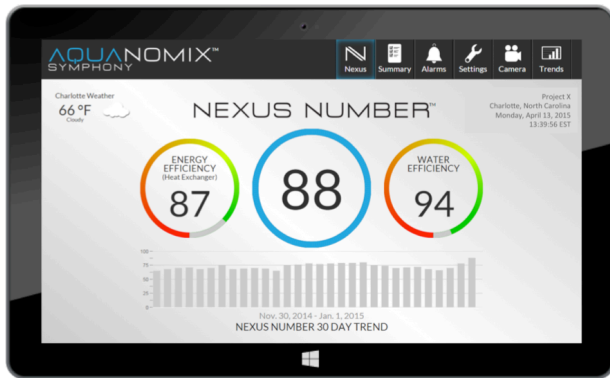 AQUANOMIX™
SYMPHONY
Nexus
Summary
Alarms
Settings
Camera
Trends
Charlotte Weather
66 °F
Cloudy
NEXUS NUMBER™
Project X
Charlotte, North Carolina
Monday, April 13, 2015
13:39:56 EST
ENERGY
EFFICIENCY
(Heat Exchanger)
87
88
WATER
EFFICIENCY
94
100
75
50
25
0
Nov. 30, 2014 - Jan. 1, 2015
NEXUS NUMBER 30 DAY TREND